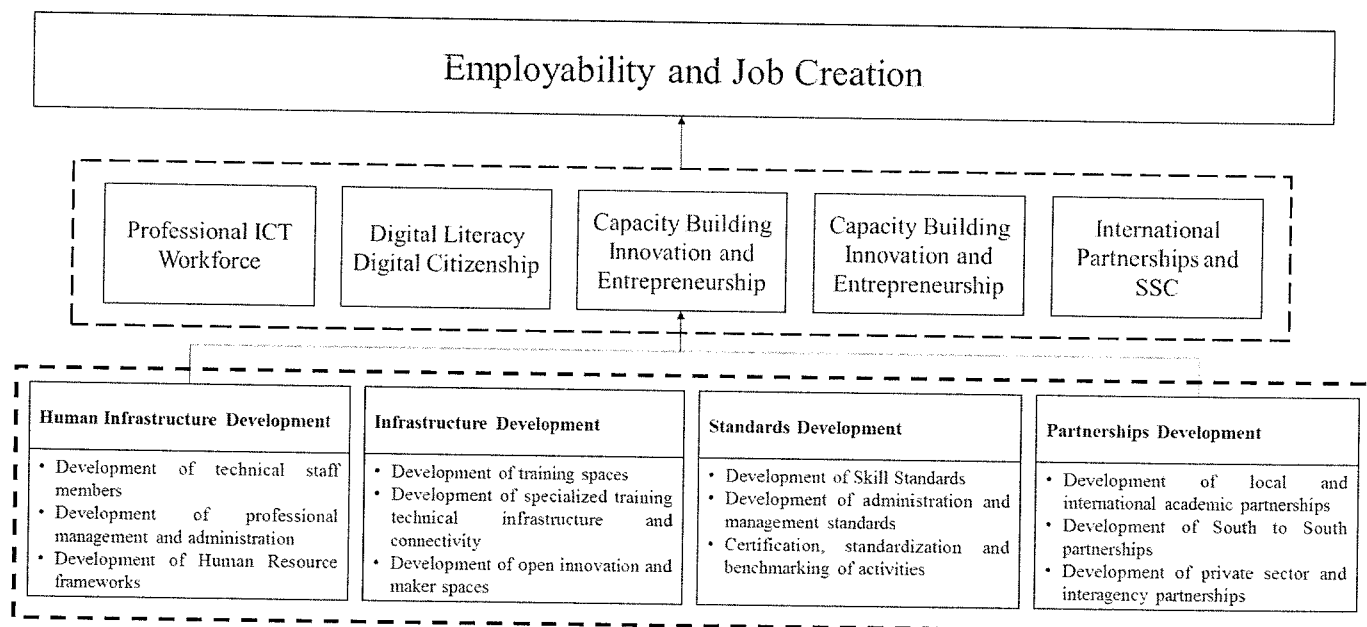 Employability and Job Creation
Professional ICT
Workforce
Digital Literacy
Digital Citizenship
Capacity Building
Innovation and
Entrepreneurship
Capacity Building
Innovation and
Entrepreneurship
International
Partnerships and
SSC
Human Infrastructure Development
• Development of technical staff
members
• Development of professional
management and administration
• Development of Human Resource
frameworks
Infrastructure Development
• Development of training spaces
• Development of specialized training
technical infrastructure and
connectivity
• Development of open innovation and
maker spaces
Standards Development
• Development of Skill Standards
• Development of administration and
management standards
• Certification, standardization and
benchmarking of activities
Partnerships Development
• Development of local and
international academic partnerships
• Development of South to South
partnerships
• Development of private sector and
interagency partnerships